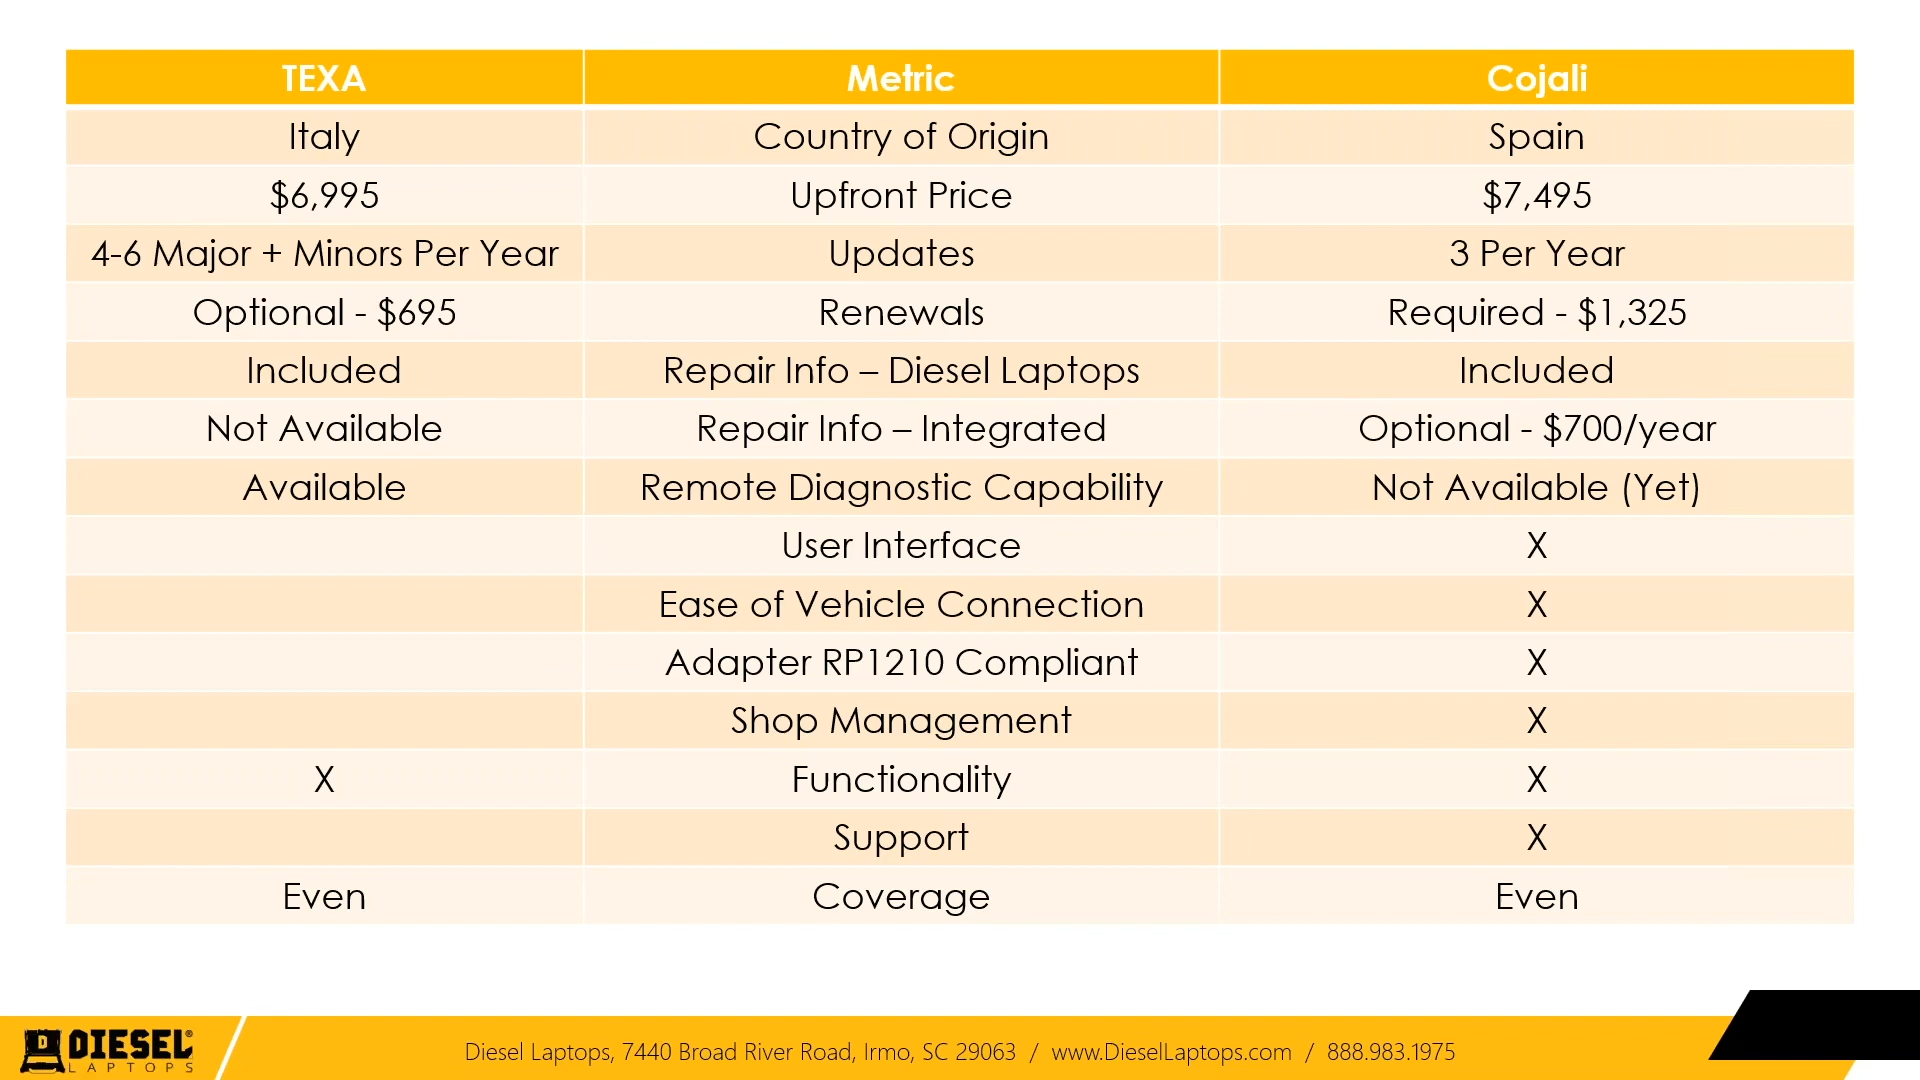 TEXA Metric Cojali
Italy Country of Origin Spain
$6,995 Upfront Price $7,495
4-6 Major + Minors Per Year Updates 3 Per Year
Optional - $695 Renewals Required - $1,325
Included Repair Info – Diesel Laptops Included
Not Available Repair Info – Integrated Optional - $700/year
Available Remote Diagnostic Capability Not Available (Yet)
User Interface X
Ease of Vehicle Connection X
Adapter RP1210 Compliant X
Shop Management X
X Functionality X
Support X
Even Coverage Even
DIESEL®
LAPTOPS
Diesel Laptops, 7440 Broad River Road, Irmo, SC 29063 / www.DieselLaptops.com / 888.983.1975